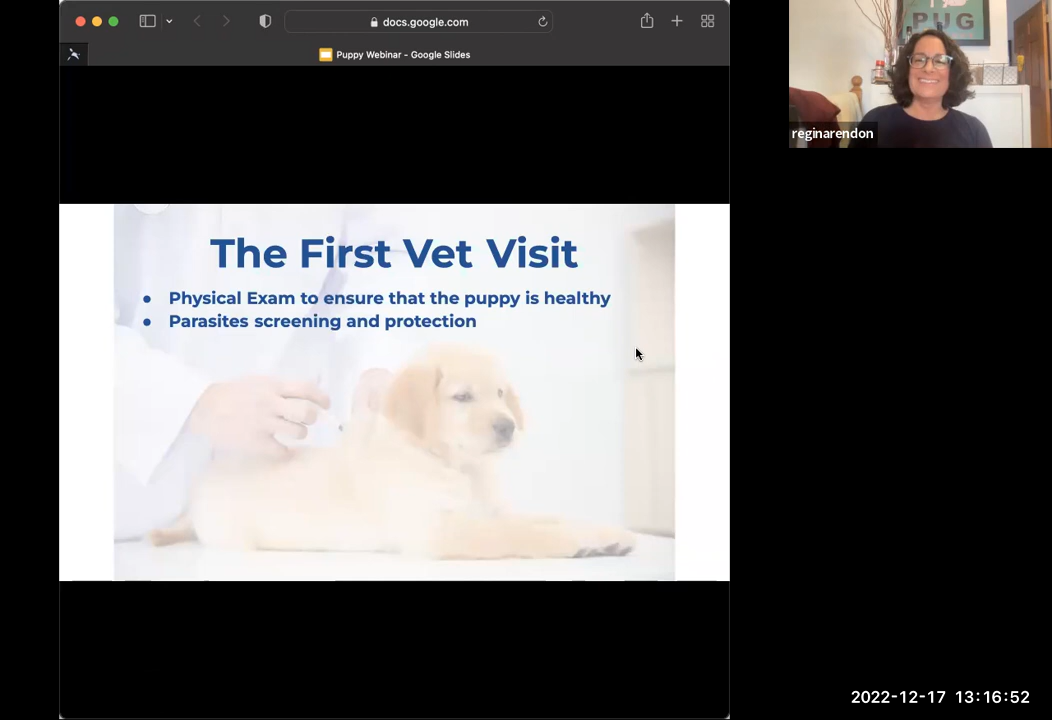 docs.google.com
Puppy Webinar - Google Slides
PUG
reginarendon
The First Vet Visit
● Physical Exam to ensure that the puppy is healthy
● Parasites screening and protection
2022-12-17 13:16:52